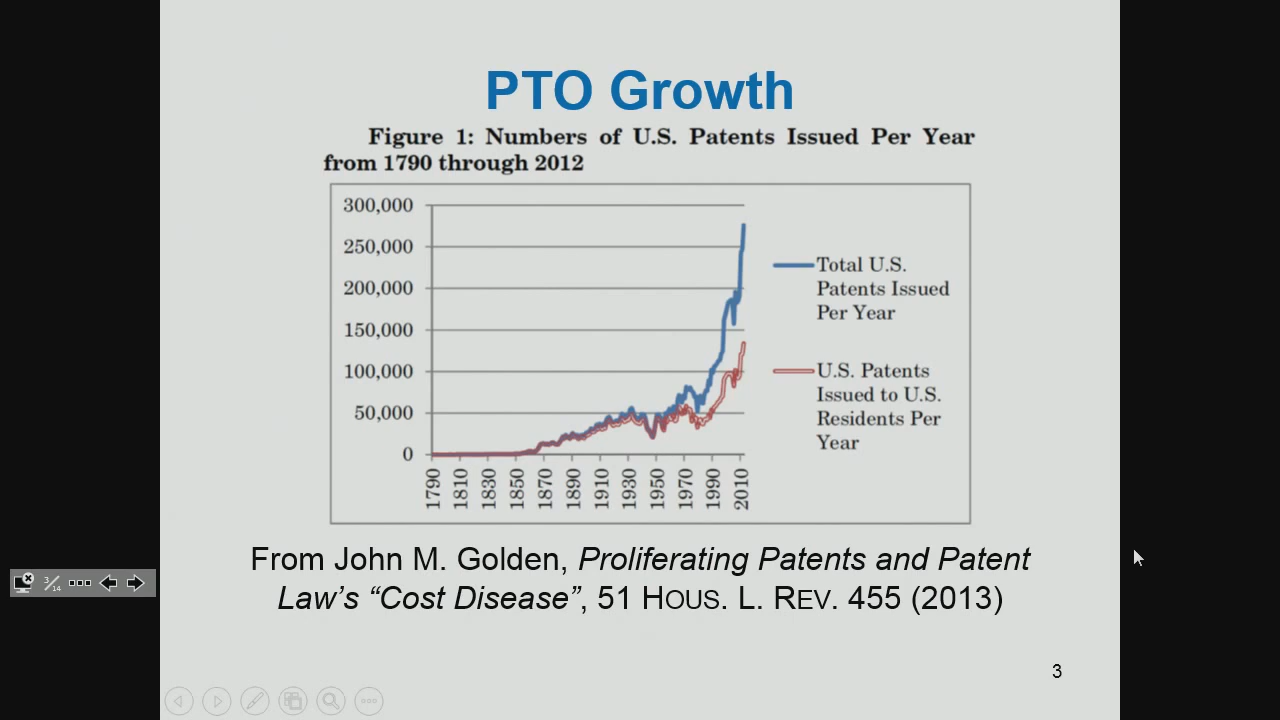 PTO Growth
Figure 1: Numbers of U.S. Patents Issued Per Year
from 1790 through 2012
300,000
250,000
200,000
150,000
100,000
50,000
0
1790
1810
1830
1850
1870
1890
1910
1930
1950
1970
1990
2010
Total U.S.
Patents Issued
Per Year
U.S. Patents
Issued to U.S.
Residents Per
Year
From John M. Golden, Proliferating Patents and Patent
Law’s “Cost Disease”, 51 HOUS. L. REV. 455 (2013)
3/14
3